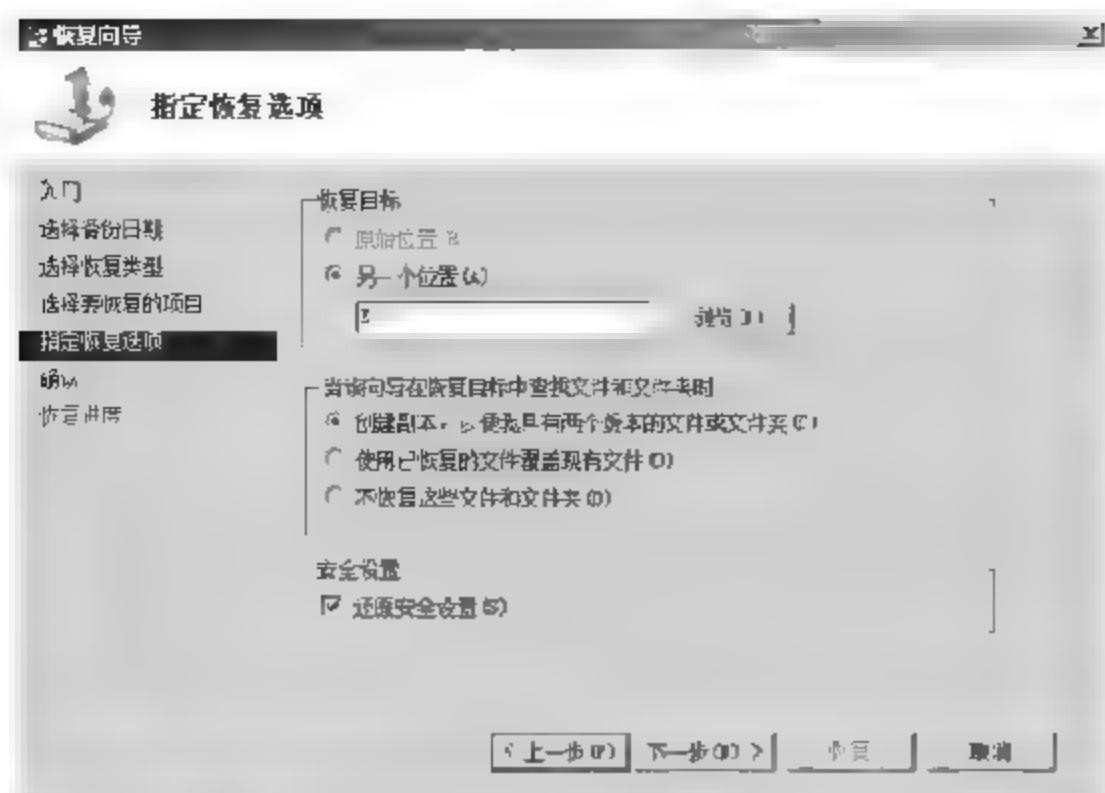 恢复向导
指定恢复选项
入门
选择备份日期
选择恢复类型
选择要恢复的项目
指定恢复选项
确认
恢复进度
恢复目标
原始位置
另一个位置(A)
浏览
当该向导在恢复目标中查找文件和文件夹时
创建副本,以便我具有两个版本的文件或文件夹(C)
使用已恢复的文件覆盖现有文件(O)
不恢复这些文件和文件夹(D)
安全设置
还原安全设置(S)
< 上一步(P)
下一步(N) >
恢复
取消